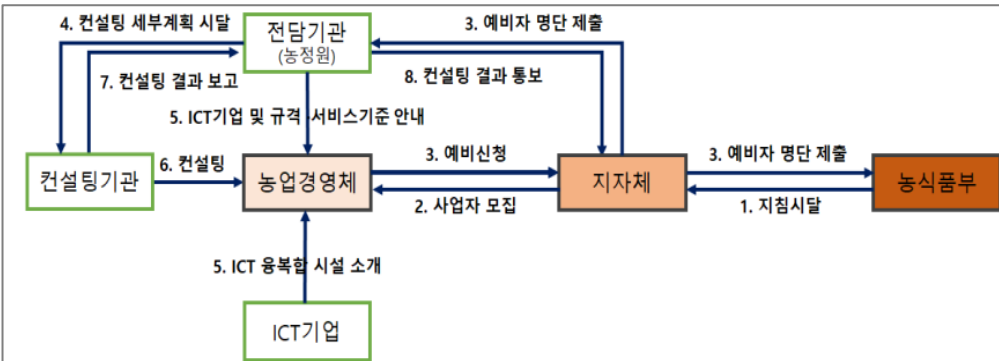 4. 컨설팅 세부계획 시달
전담기관
(농정원)
3. 예비자 명단 제출
7. 컨설팅 결과 보고
8. 컨설팅 결과 통보
5. ICT기업 및 규격 서비스기준 안내
컨설팅기관
6. 컨설팅
농업경영체
3. 예비신청
2. 사업자 모집
지자체
3. 예비자 명단 제출
1. 지침시달
농식품부
5. ICT 융복합 시설 소개
ICT기업